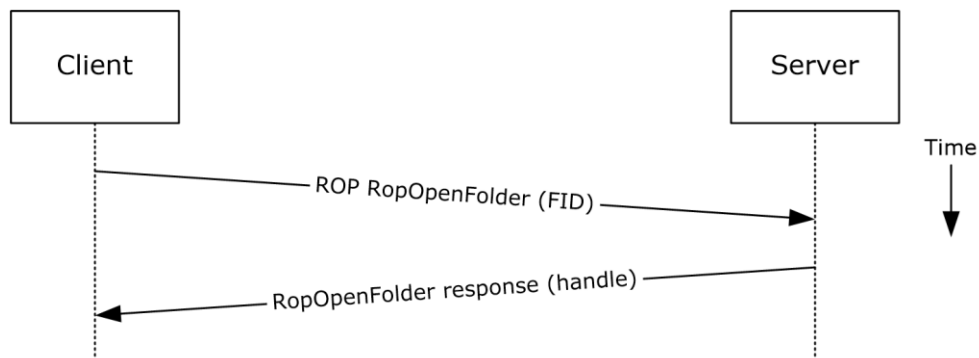 Client
Server
Time
ROP RopOpenFolder (FID)
RopOpenFolder response (handle)